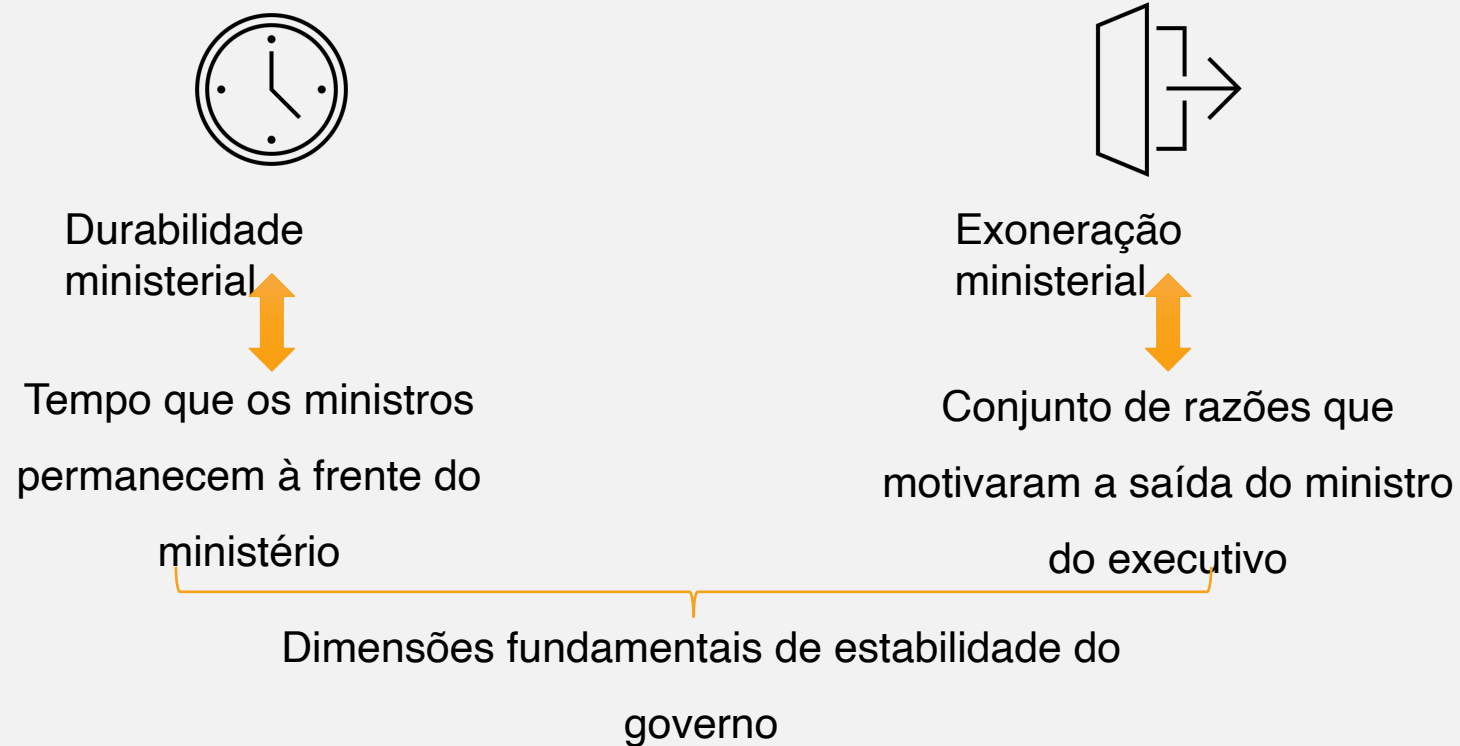 Durabilidade
ministerial
Tempo que os ministros
permanecem à frente do
ministério
Exoneração
ministerial
Conjunto de razões que
motivaram a saída do ministro
do executivo
Dimensões fundamentais de estabilidade do
governo